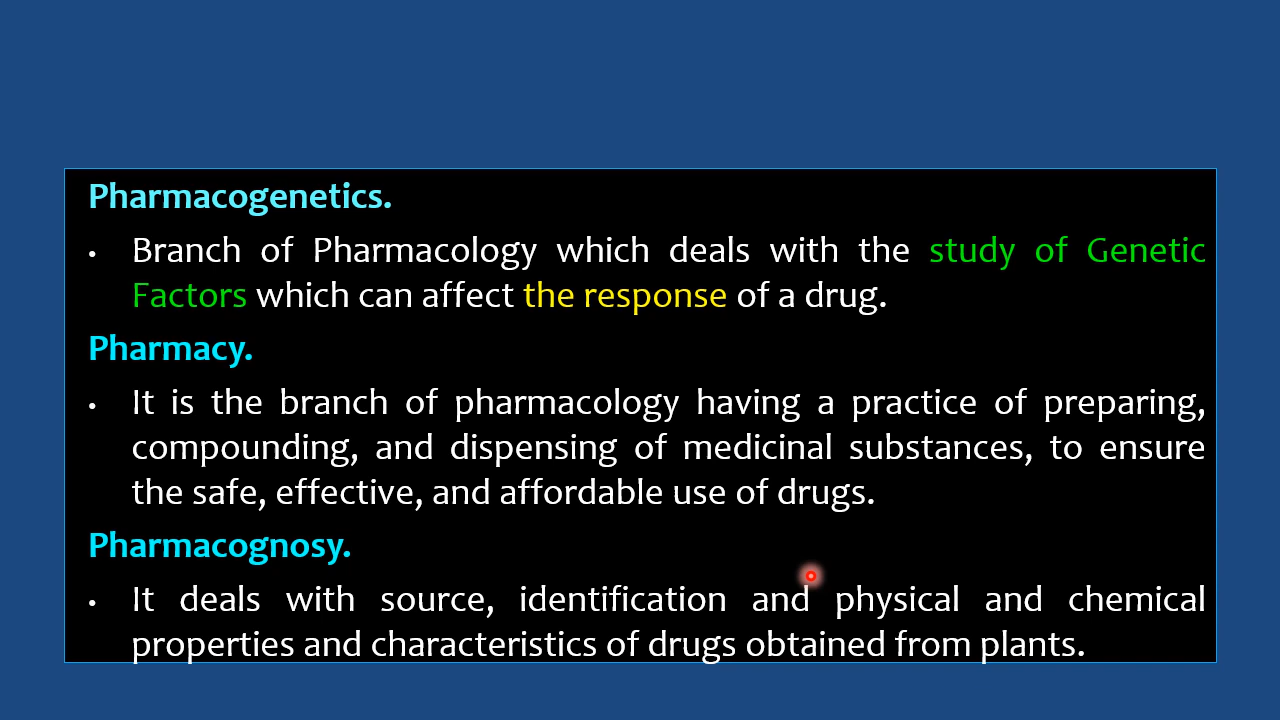 Pharmacogenetics.
• Branch of Pharmacology which deals with the study of Genetic
Factors which can affect the response of a drug.
Pharmacy.
• It is the branch of pharmacology having a practice of preparing,
compounding, and dispensing of medicinal substances, to ensure
the safe, effective, and affordable use of drugs.
Pharmacognosy.
• It deals with source, identification and physical and chemical
properties and characteristics of drugs obtained from plants.